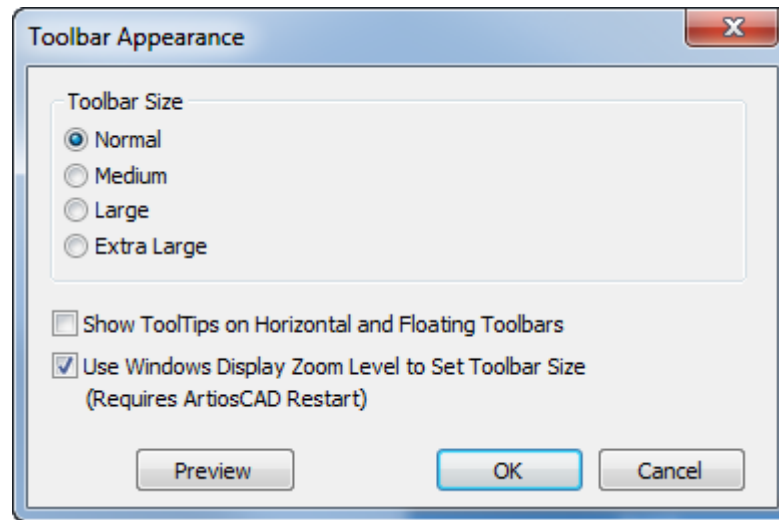 Toolbar Appearance
Toolbar Size
Normal
Medium
Large
Extra Large
Show ToolTips on Horizontal and Floating Toolbars
Use Windows Display Zoom Level to Set Toolbar Size
(Requires ArtiosCAD Restart)
Preview OK Cancel